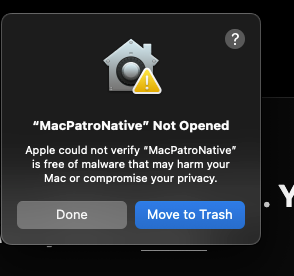 ?
“MacPatroNative” Not Opened
Apple could not verify “MacPatroNative”
is free of malware that may harm your
Mac or compromise your privacy.
Done
Move to Trash
. Y